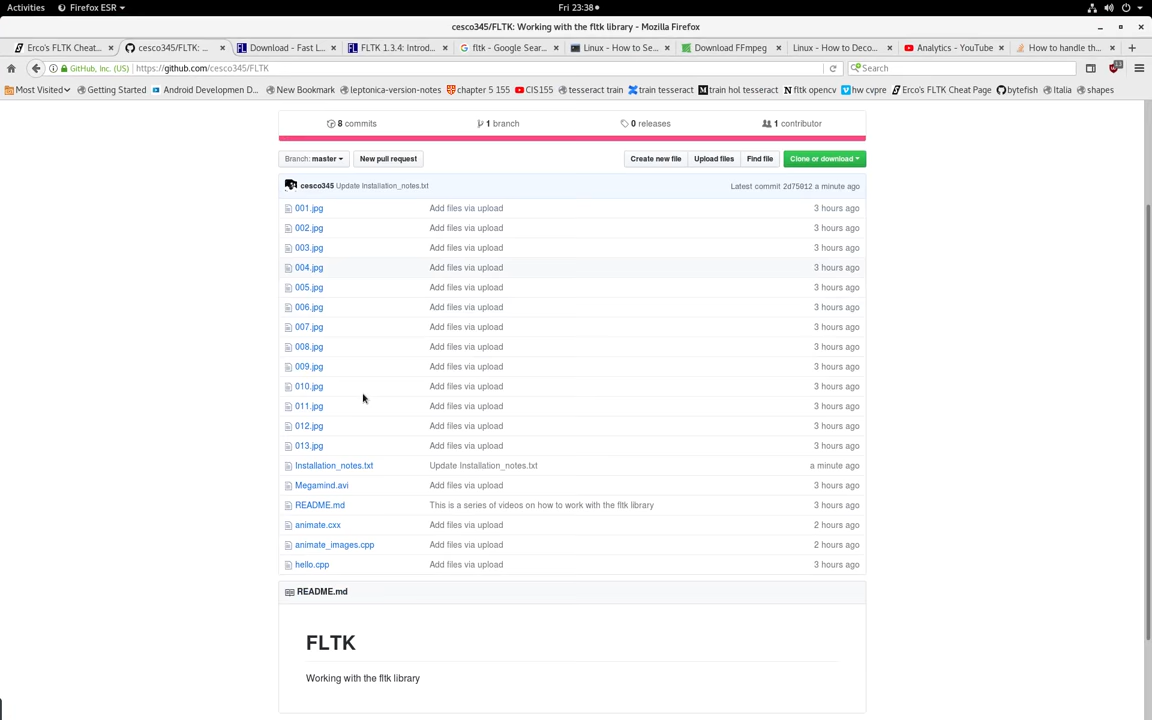 Activities Firefox ESR Fri 23:38
cesco345/FLTK: Working with the fltk library - Mozilla Firefox
Erco's FLTK Cheat... cesco345/FLTK: ... Download - Fast L... FLTK 1.3.4: Introd... fltk - Google Sear... Linux - How to Se... Download FFmpeg Linux - How to Deco... Analytics - YouTube How to handle th...
GitHub, Inc. (US) https://github.com/cesco345/FLTK Search 11
Most Visited Getting Started Android Developmen D... New Bookmark leptonica-version-notes chapter 5 155 CIS155 tesseract train train tesseract train hol tesseract fltk opencv hw cvpre Erco's FLTK Cheat Page bytefish Italia shapes
8 commits 1 branch 0 releases 1 contributor
Branch: master New pull request Create new file Upload files Find file Clone or download
cesco345 Update Installation_notes.txt Latest commit 2d75012 a minute ago
001.jpg Add files via upload 3 hours ago
002.jpg Add files via upload 3 hours ago
003.jpg Add files via upload 3 hours ago
004.jpg Add files via upload 3 hours ago
005.jpg Add files via upload 3 hours ago
006.jpg Add files via upload 3 hours ago
007.jpg Add files via upload 3 hours ago
008.jpg Add files via upload 3 hours ago
009.jpg Add files via upload 3 hours ago
010.jpg Add files via upload 3 hours ago
011.jpg Add files via upload 3 hours ago
012.jpg Add files via upload 3 hours ago
013.jpg Add files via upload 3 hours ago
Installation_notes.txt Update Installation_notes.txt a minute ago
Megamind.avi Add files via upload 3 hours ago
README.md This is a series of videos on how to work with the fltk library 3 hours ago
animate.cxx Add files via upload 2 hours ago
animate_images.cpp Add files via upload 2 hours ago
hello.cpp Add files via upload 3 hours ago
README.md
FLTK
Working with the fltk library